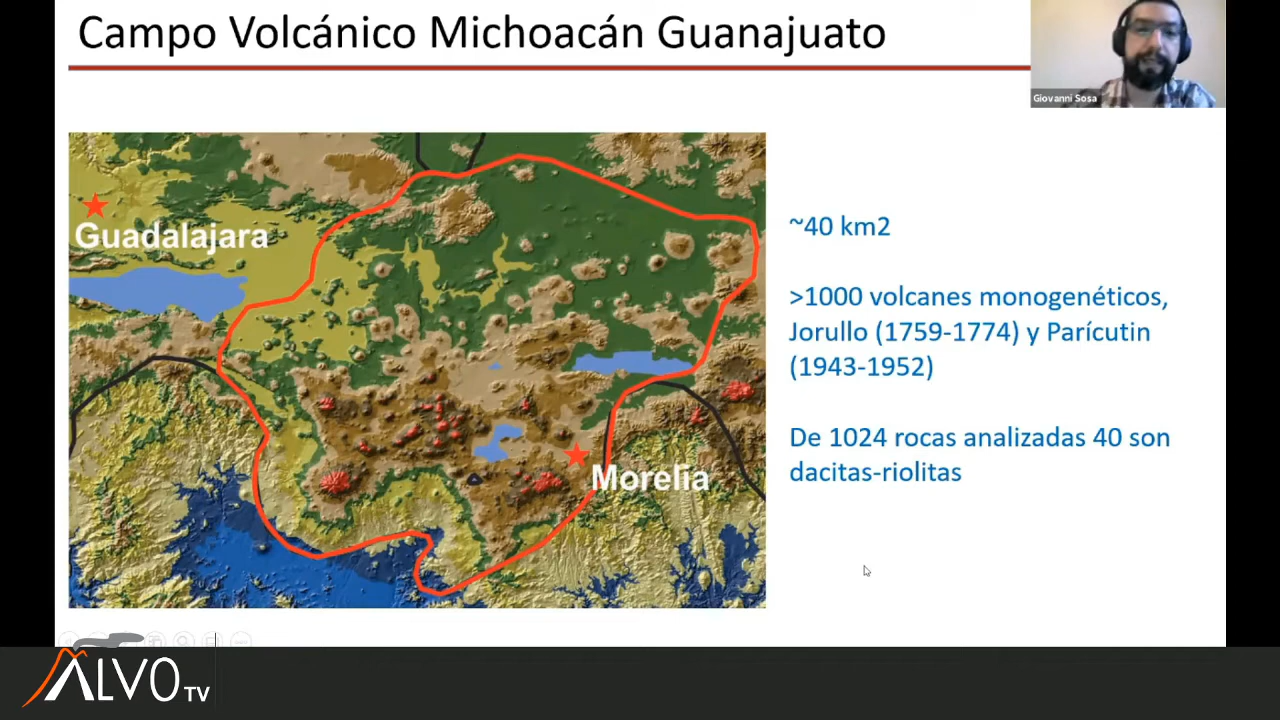 Campo Volcánico Michoacán Guanajuato
Giovanni Sosa
Guadalajara
Morelia
~40 km2
>1000 volcanes monogenéticos,
Jorullo (1759-1774) y Parícutin
(1943-1952)
De 1024 rocas analizadas 40 son
dacitas-riolitas
ALVO TV